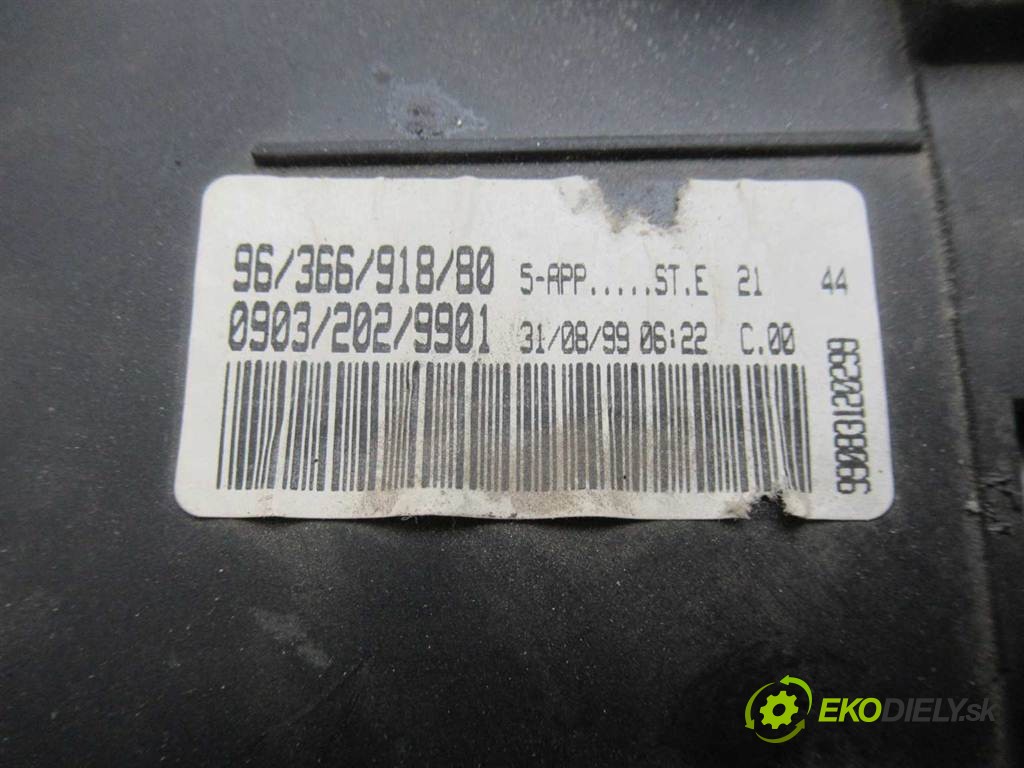 96/366/918/80 5-APP.....ST.E 21 44
0903/202/9901 31/08/99 06:22 C.00
9908312029
EKODIELY.sk